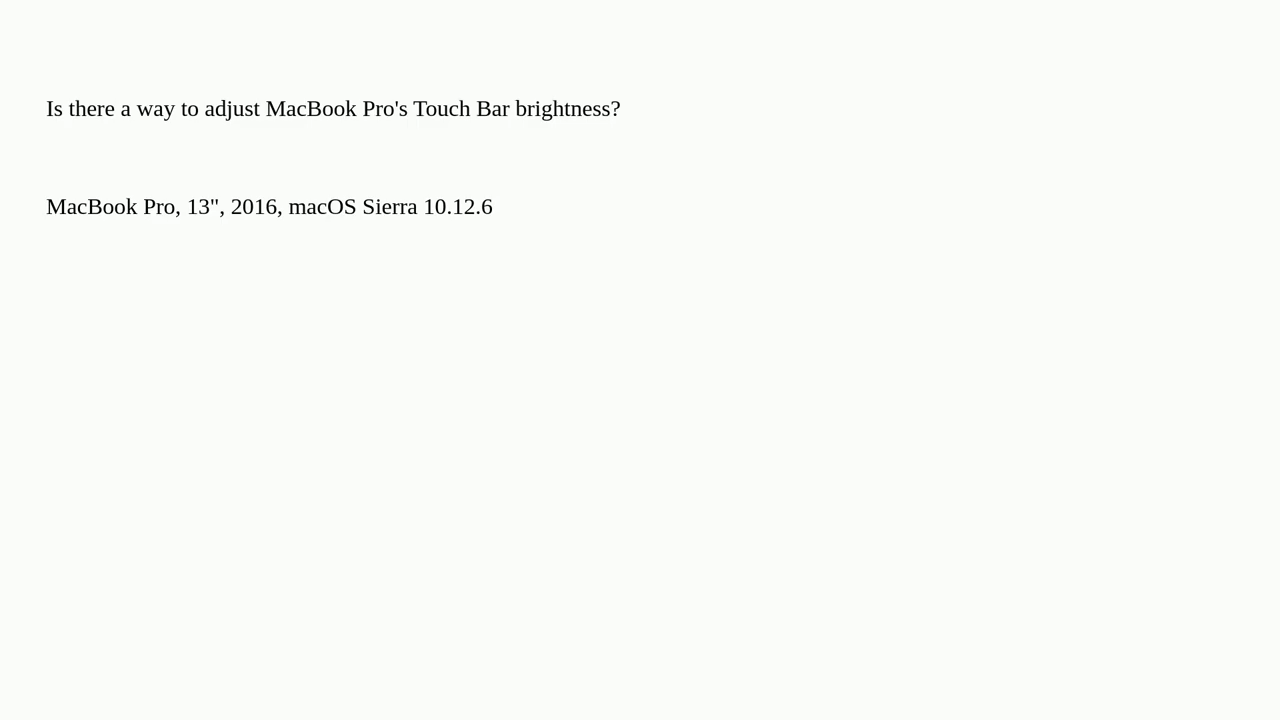 Is there a way to adjust MacBook Pro's Touch Bar brightness?
MacBook Pro, 13", 2016, macOS Sierra 10.12.6